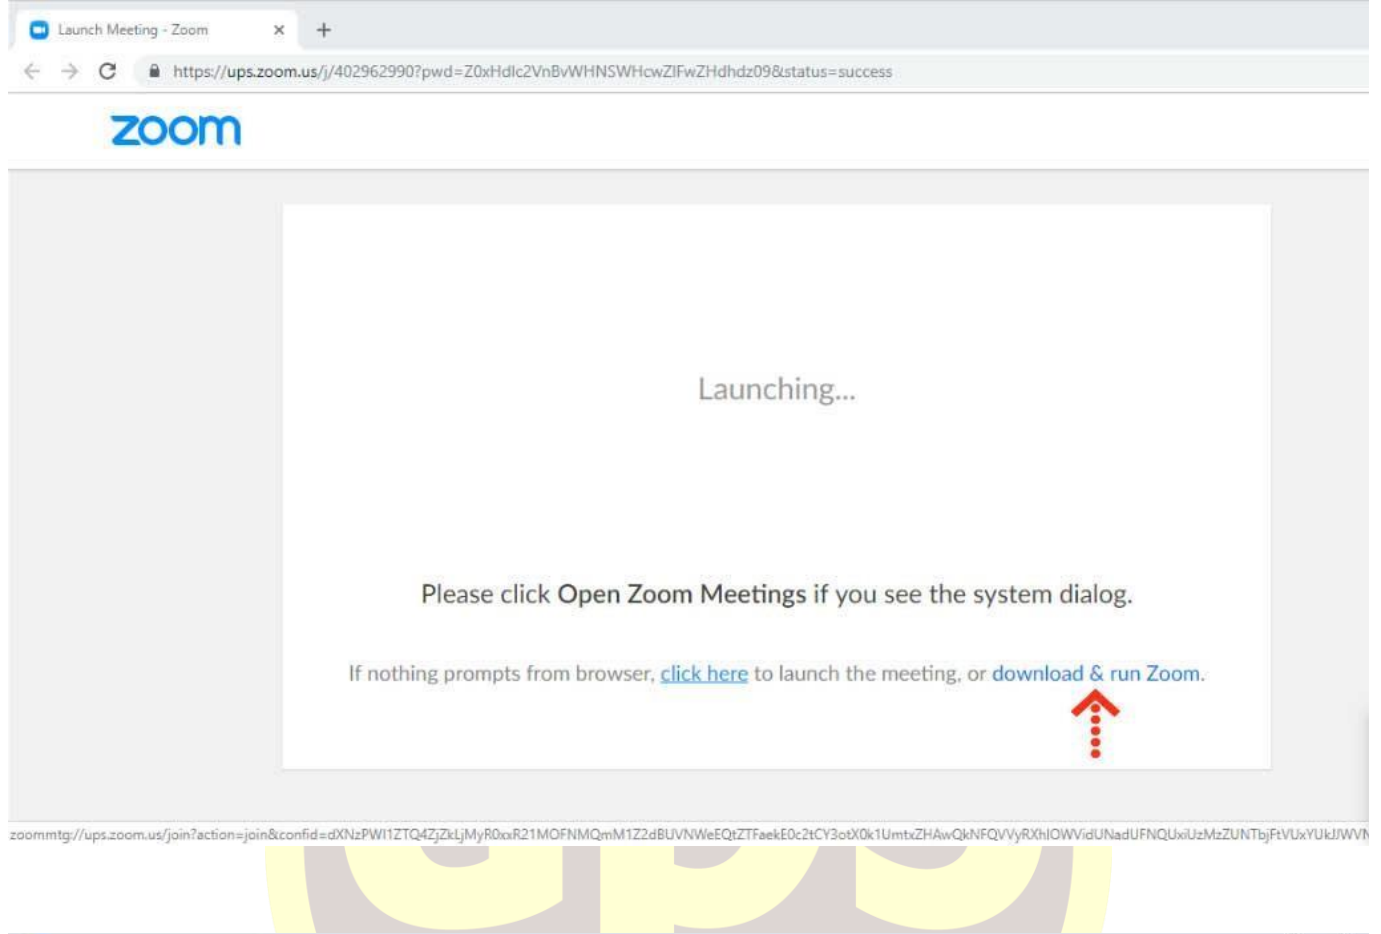 Launch Meeting - Zoom
https://ups.zoom.us/j/402962990?pwd=Z0xHdlc2VnBvWHNSWHcwZlFwZHdhdz09&status=success
zoom
Launching...
Please click Open Zoom Meetings if you see the system dialog.
If nothing prompts from browser, click here to launch the meeting, or download & run Zoom.